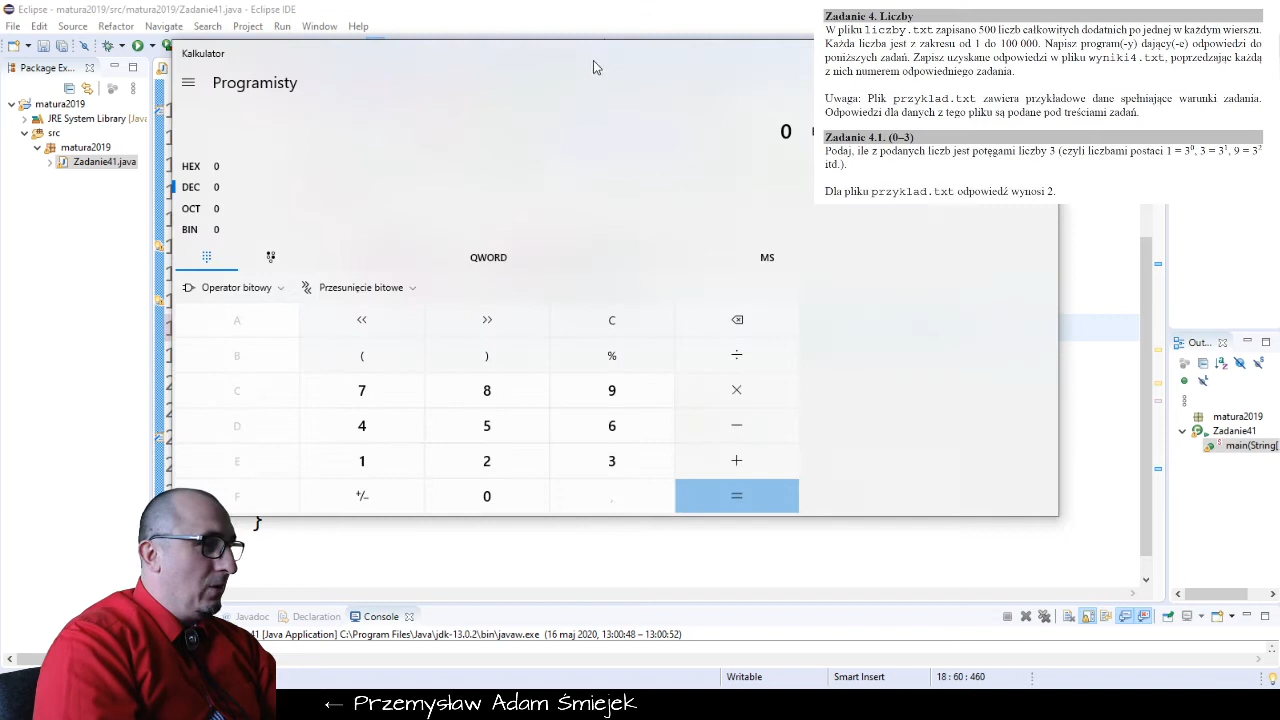 Eclipse - matura2019/src/matura2019/Zadanie41.java - Eclipse IDE
File Edit Source Refactor Navigate Search Project Run Window Help
Package Ex...
matura2019
JRE System Library [JavaS
src
matura2019
Zadanie41.java
Kalkulator
Programisty
0
HEX 0
DEC 0
OCT 0
BIN 0
QWORD
MS
Operator bitowy
Przesunięcie bitowe
A << >> C
B ( ) % ÷
C 7 8 9 ×
D 4 5 6 −
E 1 2 3 +
F +/− 0 , =
}
Zadanie 4. Liczby
W pliku liczby.txt zapisano 500 liczb całkowitych dodatnich po jednej w każdym wierszu.
Każda liczba jest z zakresu od 1 do 100 000. Napisz program(-y) dający(-e) odpowiedzi do
poniższych zadań. Zapisz uzyskane odpowiedzi w pliku wyniki4.txt, poprzedzając każdą
z nich numerem odpowiedniego zadania.
Uwaga: Plik przyklad.txt zawiera przykładowe dane spełniające warunki zadania.
Odpowiedzi dla danych z tego pliku są podane pod treściami zadań.
Zadanie 4.1. (0–3)
Podaj, ile z podanych liczb jest potęgami liczby 3 (czyli liczbami postaci 1 = 3⁰, 3 = 3¹, 9 = 3²
itd.).
Dla pliku przyklad.txt odpowiedź wynosi 2.
Out...
matura2019
Zadanie41
main(String[
Javadoc Declaration Console
41 [Java Application] C:\Program Files\Java\jdk-13.0.2\bin\javaw.exe (16 maj 2020, 13:00:48 – 13:00:52)
Writable Smart Insert 18 : 60 : 460
← Przemysław Adam Śmiejek